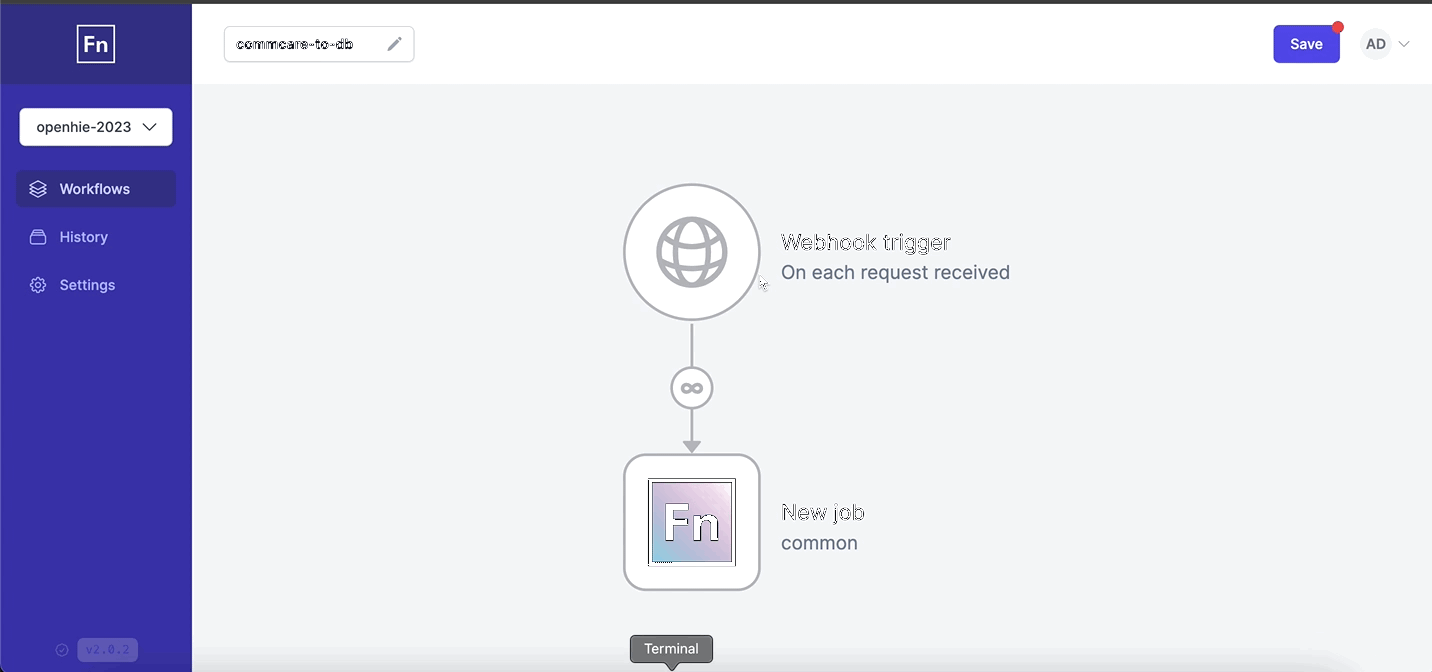 Fn
commcare-to-db
Save
AD
openhie-2023
Workflows
History
Settings
Webhook trigger
On each request received
Fn
New job
common
v2.0.2
Terminal